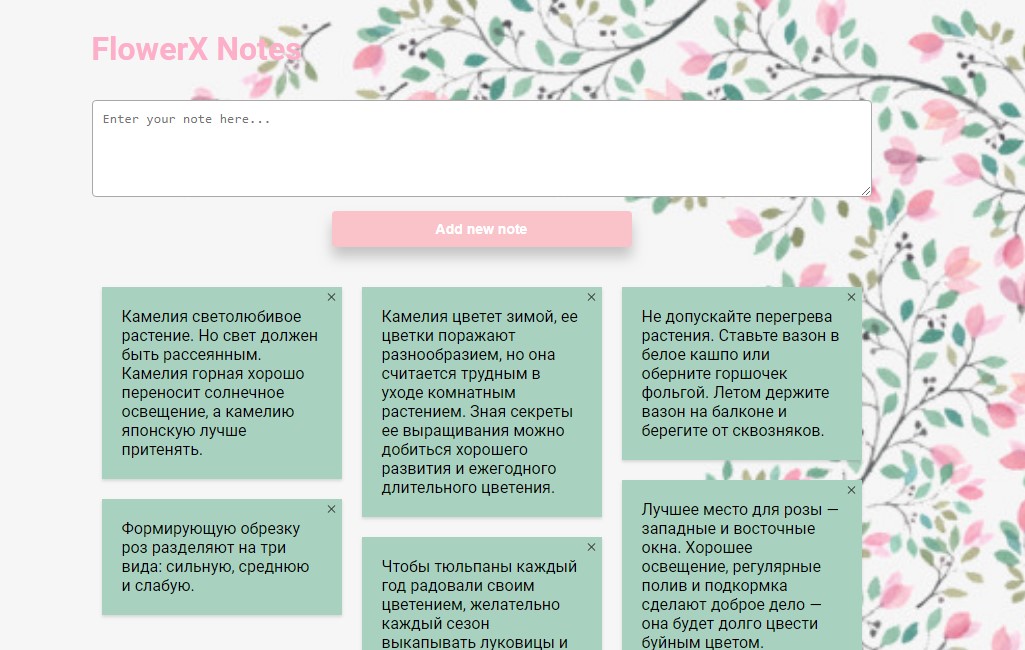 FlowerX Notes
Enter your note here...
Add new note
Камелия светолюбивое
растение. Но свет должен
быть рассеянным.
Камелия горная хорошо
переносит солнечное
освещение, а камелию
японскую лучше
притенять.
Формирующую обрезку
роз разделяют на три
вида: сильную, среднюю
и слабую.
Камелия цветет зимой, ее
цветки поражают
разнообразием, но она
считается трудным в
уходе комнатным
растением. Зная секреты
ее выращивания можно
добиться хорошего
развития и ежегодного
длительного цветения.
Чтобы тюльпаны каждый
год радовали своим
цветением, желательно
каждый сезон
выкапывать луковицы и
Не допускайте перегрева
растения. Ставьте вазон в
белое кашпо или
оберните горшочек
фольгой. Летом держите
вазон на балконе и
берегите от сквозняков.
Лучшее место для розы —
западные и восточные
окна. Хорошее
освещение, регулярные
полив и подкормка
сделают доброе дело —
она будет долго цвести
буйным цветом.